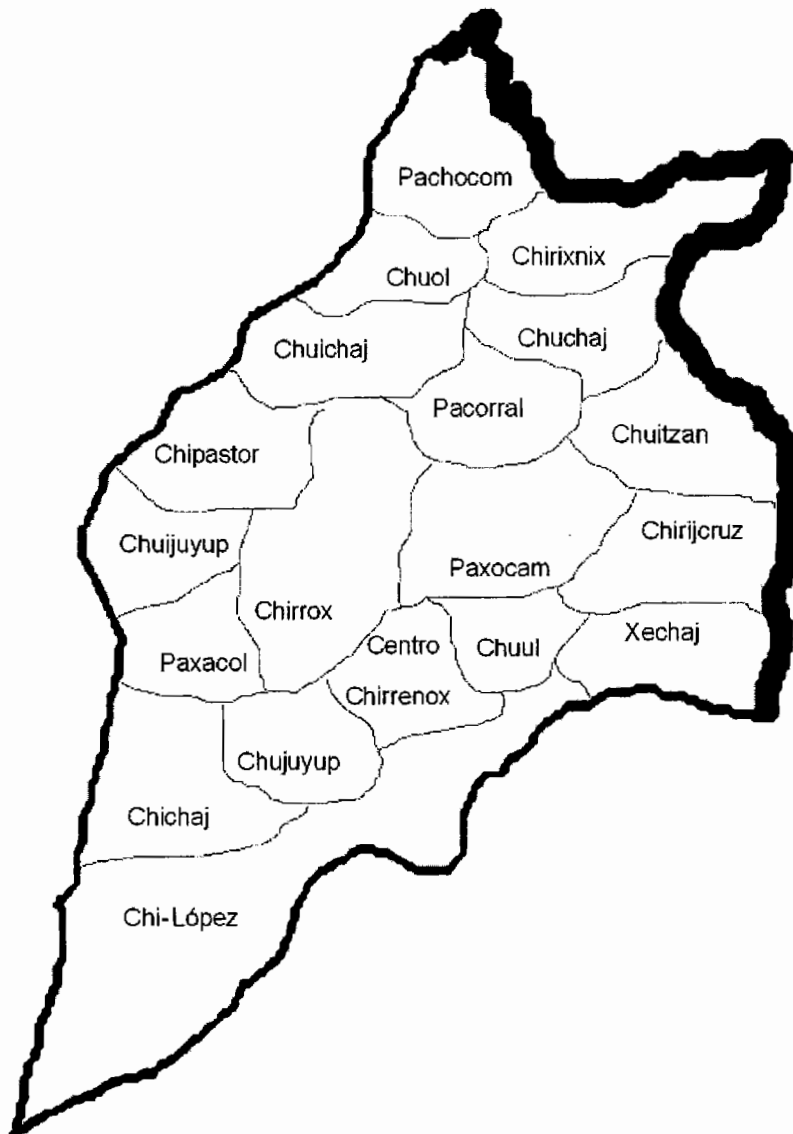 Pachocom
Chirixnix
Chuol
Chuchaj
Chuichaj
Pacorral
Chuitzan
Chipastor
Chirijcruz
Chuijuyup
Paxocam
Chirrox
Xechaj
Centro
Chuul
Paxacol
Chirrenox
Chujuyup
Chichaj
Chi-López